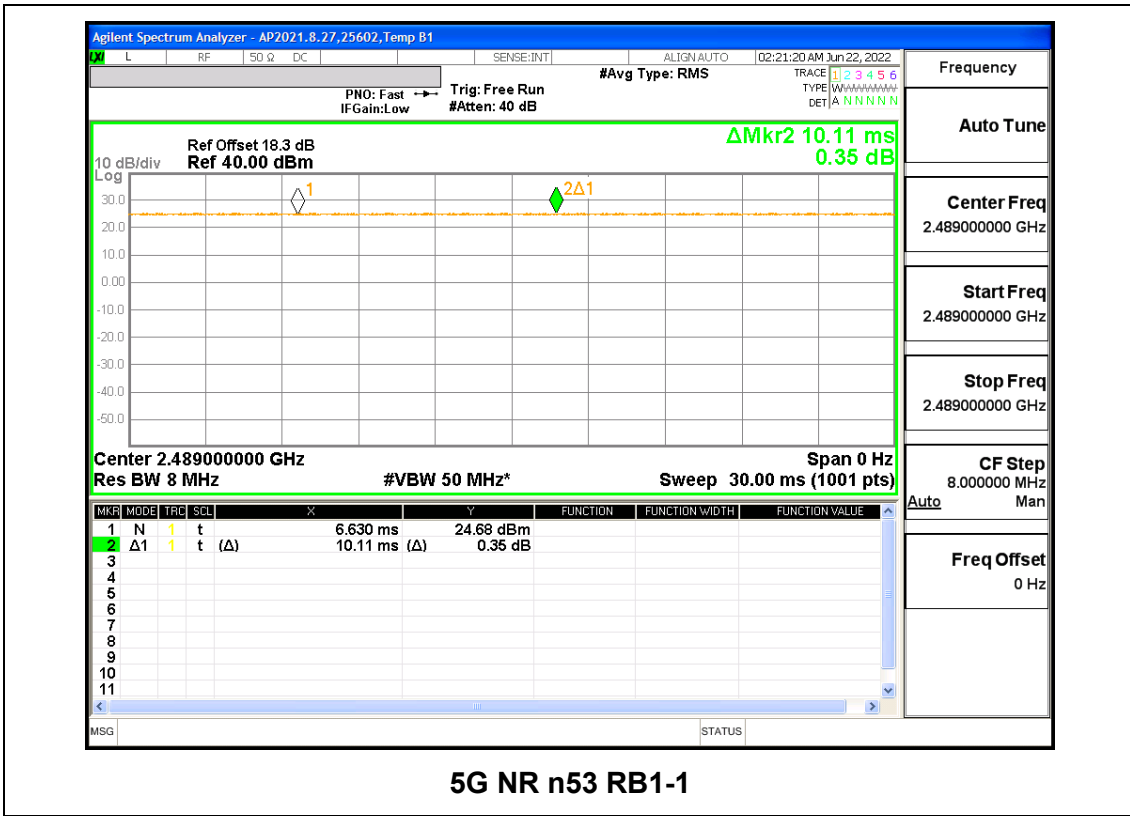 Agilent Spectrum Analyzer - AP2021.8.27,25602,Temp B1
LXI L RF 50 Ω DC SENSE:INT ALIGN AUTO 02:21:20 AM Jun 22, 2022
Frequency
#Avg Type: RMS
TRACE 1 2 3 4 5 6
TYPE WWWWWW
DET A N N N N N
PNO: Fast
IFGain:Low
Trig: Free Run
#Atten: 40 dB
Auto Tune
ΔMkr2 10.11 ms
0.35 dB
Ref Offset 18.3 dB
10 dB/div Ref 40.00 dBm
Log
1
2Δ1
30.0
20.0
10.0
0.00
-10.0
-20.0
-30.0
-40.0
-50.0
Center Freq
2.489000000 GHz
Start Freq
2.489000000 GHz
Stop Freq
2.489000000 GHz
CF Step
8.000000 MHz
Auto Man
Freq Offset
0 Hz
Center 2.489000000 GHz Span 0 Hz
Res BW 8 MHz #VBW 50 MHz* Sweep 30.00 ms (1001 pts)
MKR MODE TRC SCL X Y FUNCTION FUNCTION WIDTH FUNCTION VALUE
1 N 1 t 6.630 ms 24.68 dBm
2 Δ1 1 t (Δ) 10.11 ms (Δ) 0.35 dB
3
4
5
6
7
8
9
10
11
MSG STATUS
5G NR n53 RB1-1